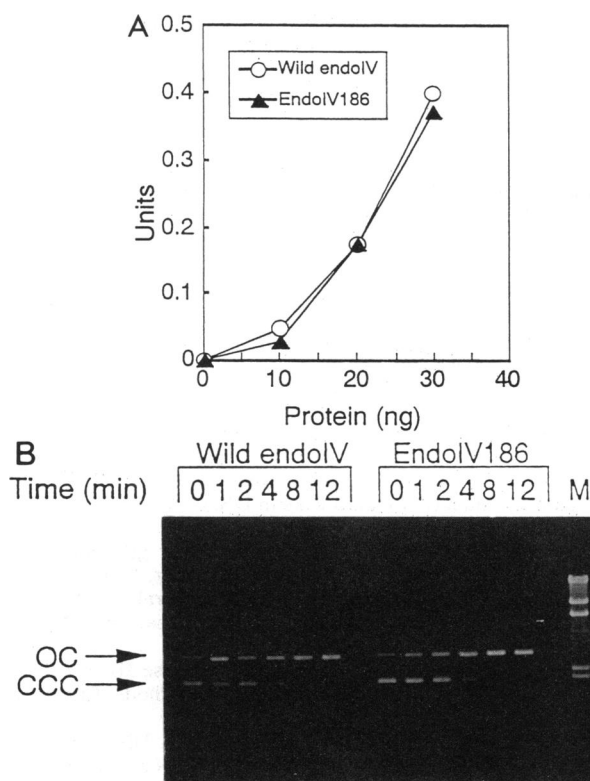 A
0.5
0.4
0.3
0.2
0.1
0
Units
Wild endoIV
EndoIV186
0 10 20 30 40
Protein (ng)
B
Wild endoIV EndoIV186
Time (min) 0 1 2 4 8 12 0 1 2 4 8 12 M
OC
CCC